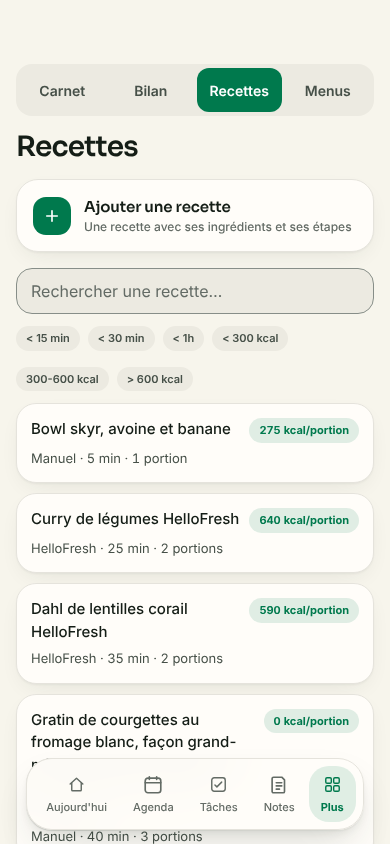 Carnet Bilan Recettes Menus
Recettes
Ajouter une recette
Une recette avec ses ingrédients et ses étapes
Rechercher une recette...
< 15 min < 30 min < 1h < 300 kcal
300-600 kcal > 600 kcal
Bowl skyr, avoine et banane 275 kcal/portion
Manuel · 5 min · 1 portion
Curry de légumes HelloFresh 640 kcal/portion
HelloFresh · 25 min · 2 portions
Dahl de lentilles corail 590 kcal/portion
HelloFresh
HelloFresh · 35 min · 2 portions
Gratin de courgettes au 0 kcal/portion
fromage blanc, façon grand-
Aujourd'hui Agenda Tâches Notes Plus
Manuel · 40 min · 3 portions